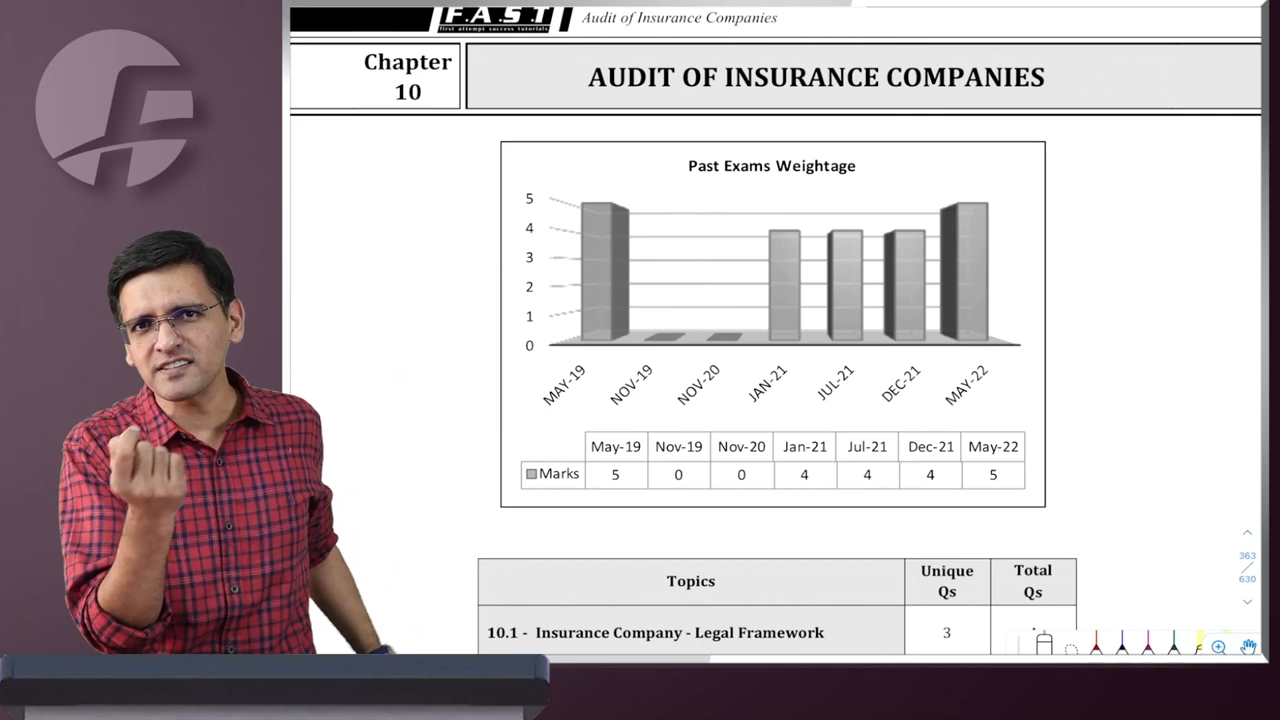 F.A.S.T
first attempt success tutorials
Audit of Insurance Companies
Chapter
10
AUDIT OF INSURANCE COMPANIES
Past Exams Weightage
5
4
3
2
1
0
MAY-19 NOV-19 NOV-20 JAN-21 JUL-21 DEC-21 MAY-22
May-19 Nov-19 Nov-20 Jan-21 Jul-21 Dec-21 May-22
Marks 5 0 0 4 4 4 5
Topics Unique Qs Total Qs
10.1 - Insurance Company - Legal Framework 3
363
630